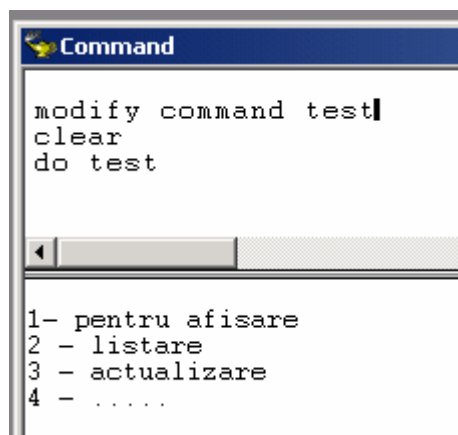 Command
modify command test
clear
do test
1- pentru afisare
2 - listare
3 - actualizare
4 - .....